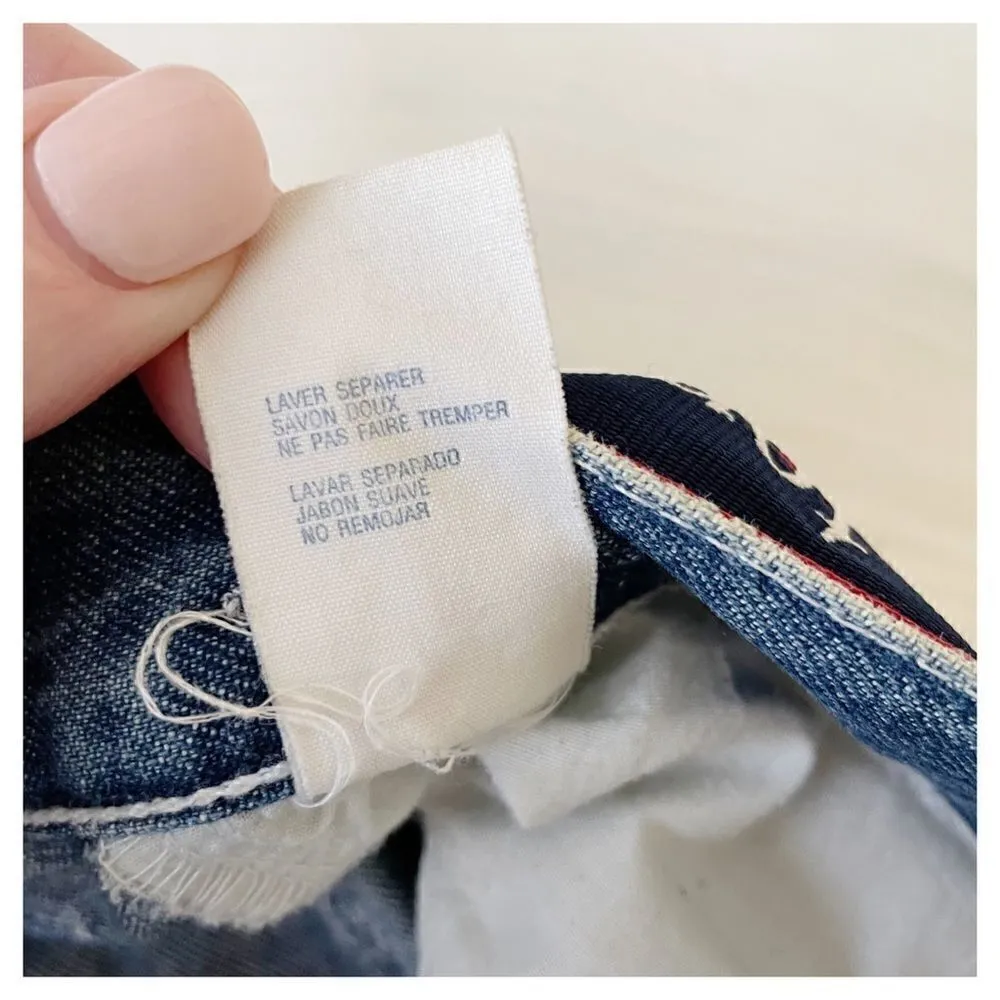 LAVER SEPARER
SAVON DOUX
NE PAS FAIRE TREMPER
LAVAR SEPARADO
JABON SUAVE
NO REMOJAR